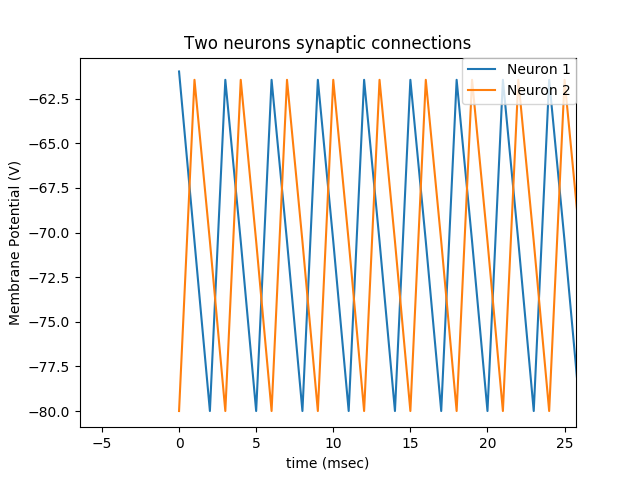 Two neurons synaptic connections
Neuron 1
Neuron 2
Membrane Potential (V)
−62.5
−65.0
−67.5
−70.0
−72.5
−75.0
−77.5
−80.0
−5 0 5 10 15 20 25
time (msec)